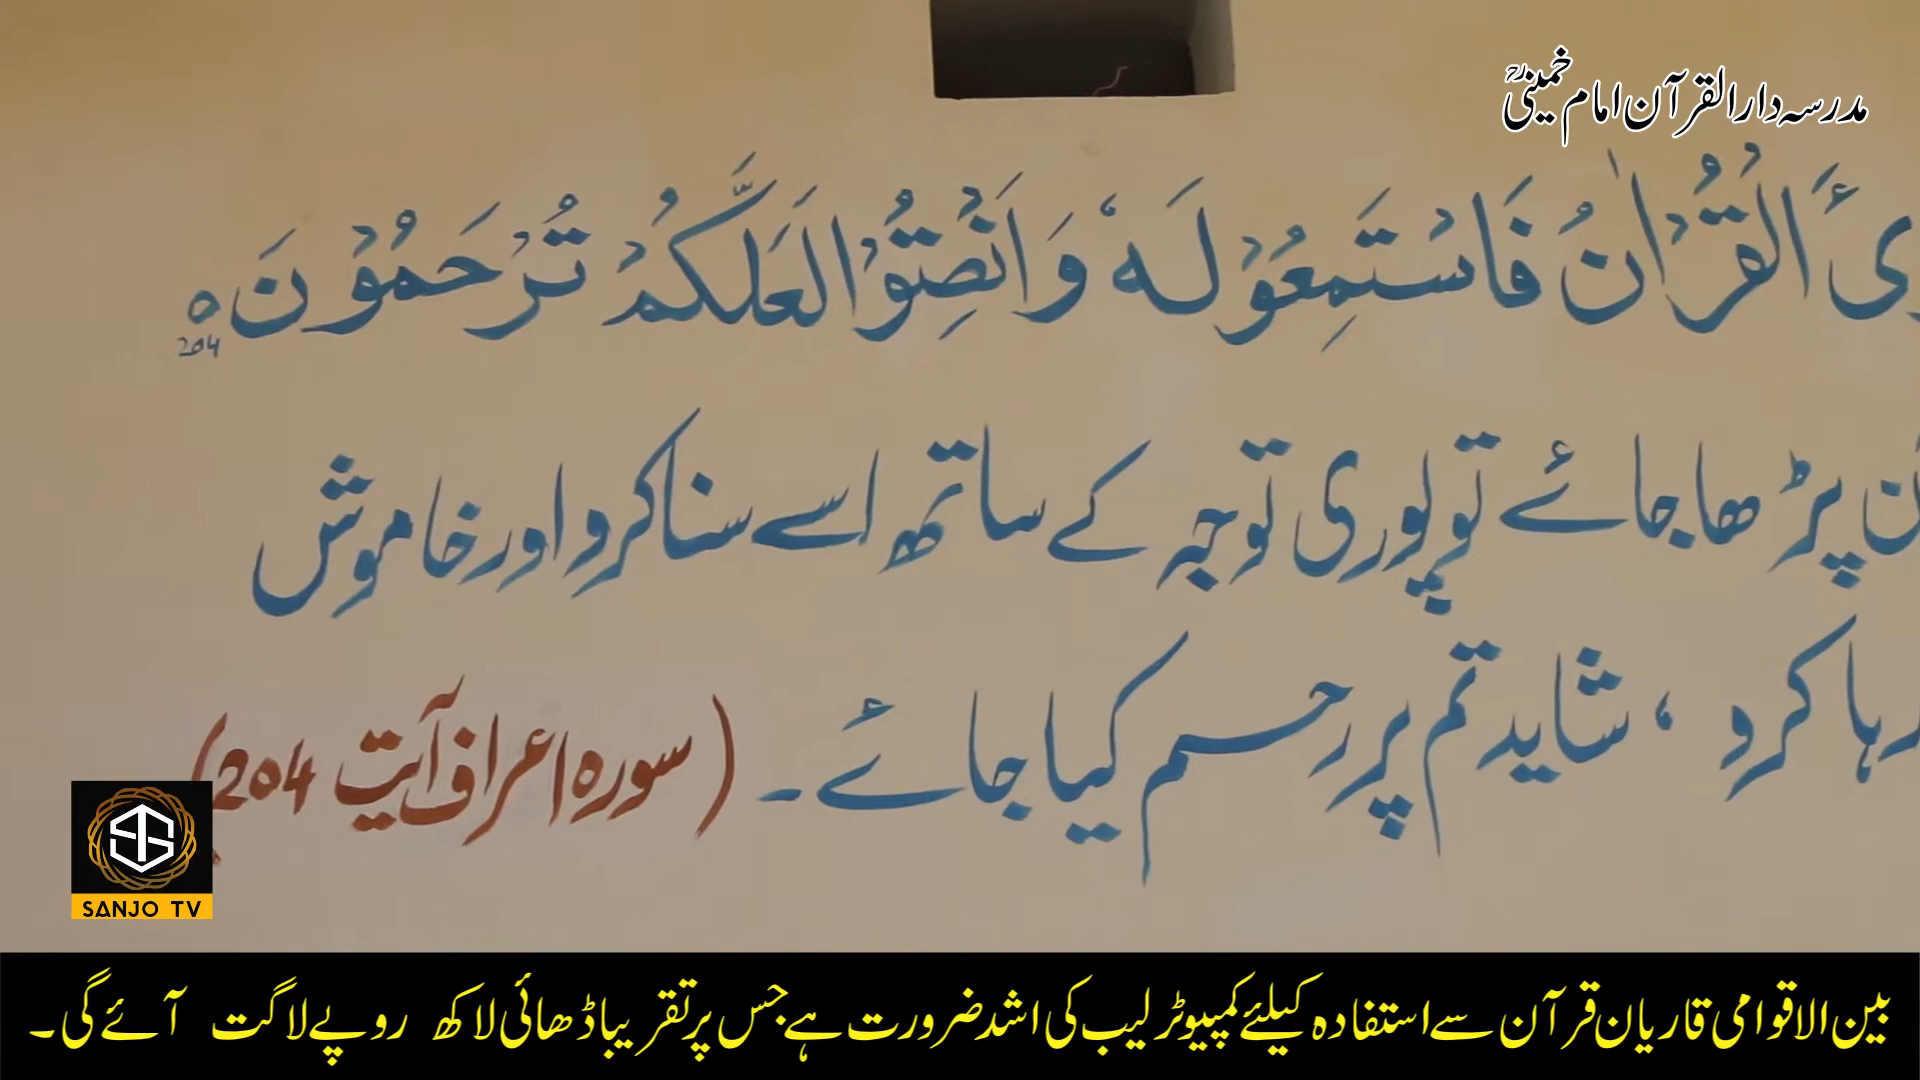 مدرسہ دارالقرآن امام خمینیؒ
الْقُرْاٰنُ فَاسْتَمِعُوْا لَهٗ وَاَنْصِتُوْا لَعَلَّكُمْ تُرْحَمُوْنَ ٥
204
پڑھا جائے تو پوری توجہ کے ساتھ اسے سنا کرو اور خاموش
رہا کرو ، شاید تم پر رحم کیا جائے ۔ (سورہ اعراف آیت 204)
SANJO TV
بین الاقوامی قاریان قرآن سے استفادہ کیلئے کمپیوٹر لیب کی اشد ضرورت ہے جس پر تقریبا ڈھائی لاکھ روپے لاگت آئے گی۔